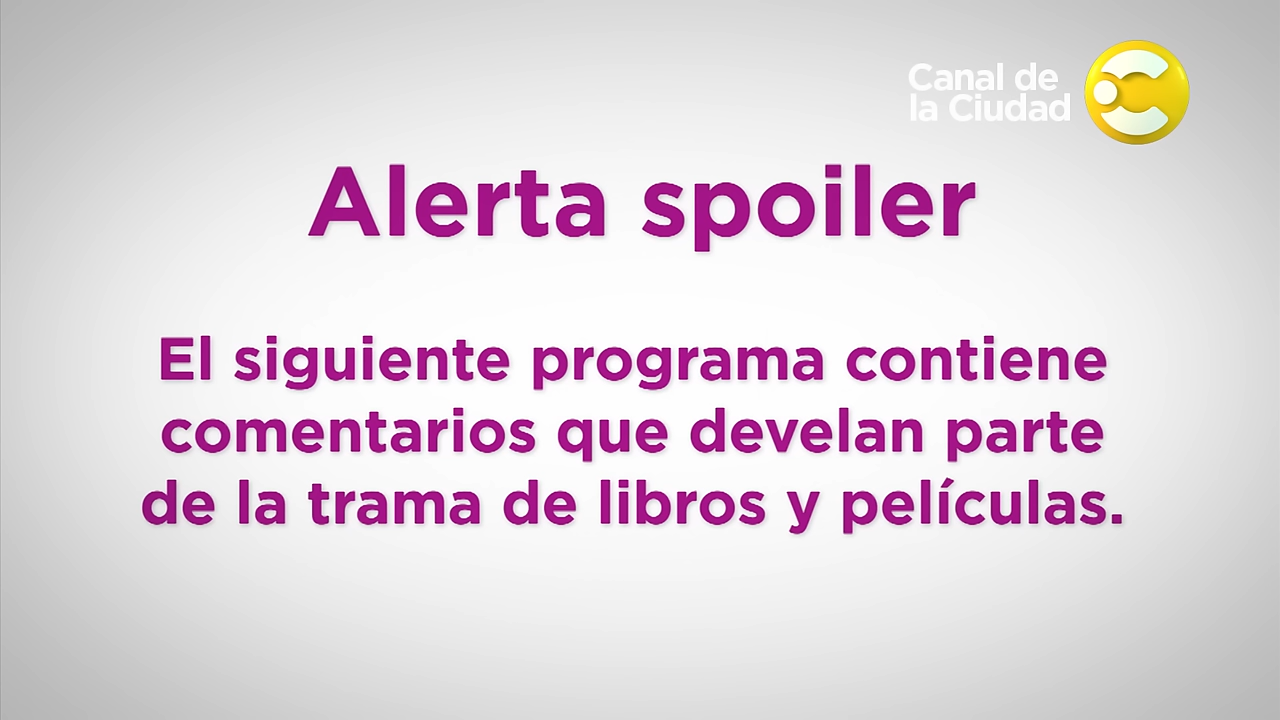 Canal de
la Ciudad
Alerta spoiler
El siguiente programa contiene
comentarios que develan parte
de la trama de libros y películas.